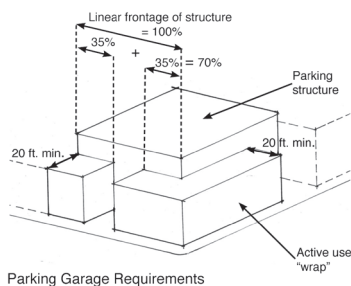 Linear frontage of structure
= 100%
35%
+
35% = 70%
Parking
structure
20 ft. min.
20 ft. min.
Active use
"wrap"
Parking Garage Requirements